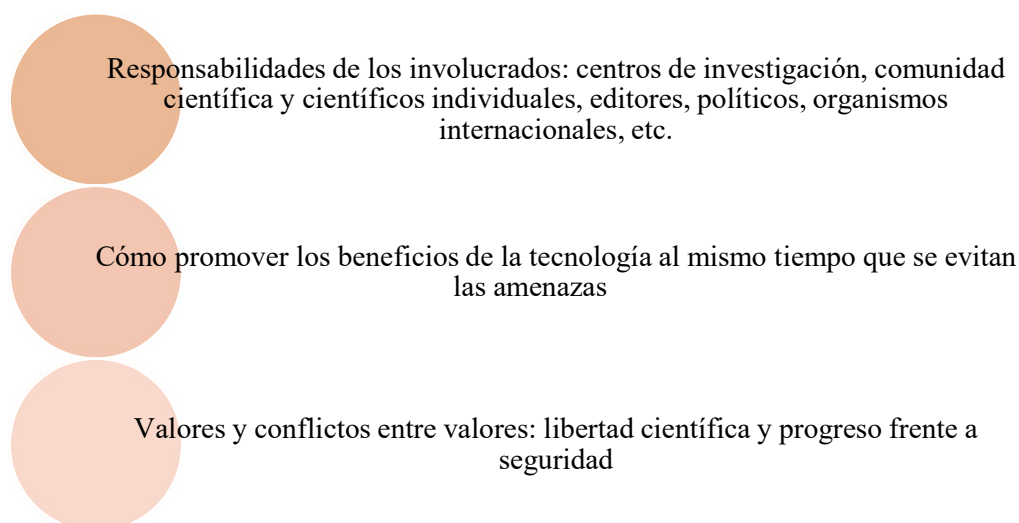 Responsabilidades de los involucrados: centros de investigación, comunidad
científica y científicos individuales, editores, políticos, organismos
internacionales, etc.
Cómo promover los beneficios de la tecnología al mismo tiempo que se evitan
las amenazas
Valores y conflictos entre valores: libertad científica y progreso frente a
seguridad